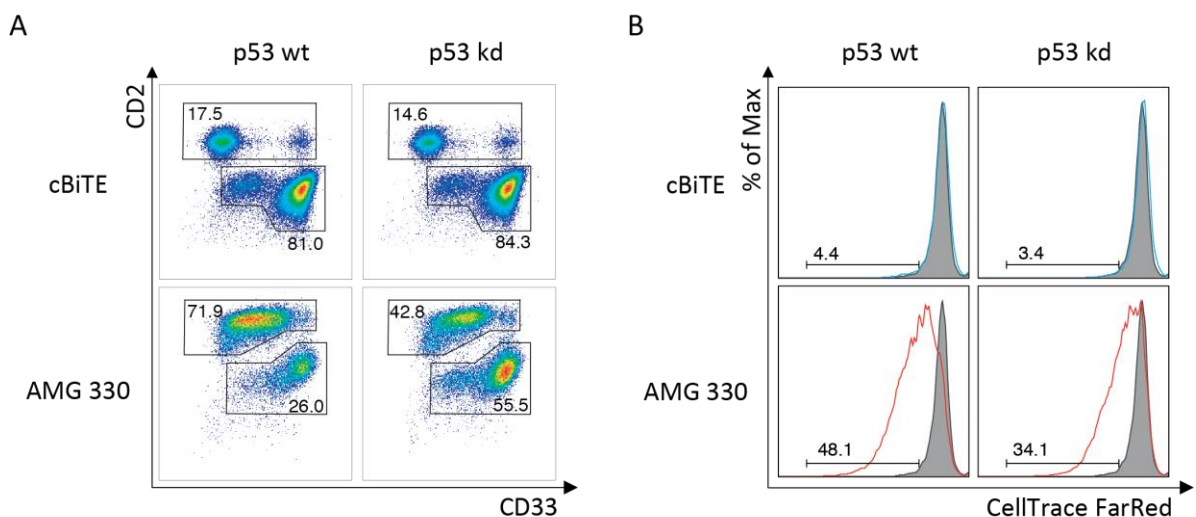 A
p53 wt
p53 kd
CD2
cBiTE
17.5
81.0
14.6
84.3
AMG 330
71.9
26.0
42.8
55.5
CD33
B
p53 wt
p53 kd
% of Max
cBiTE
4.4
3.4
AMG 330
48.1
34.1
CellTrace FarRed